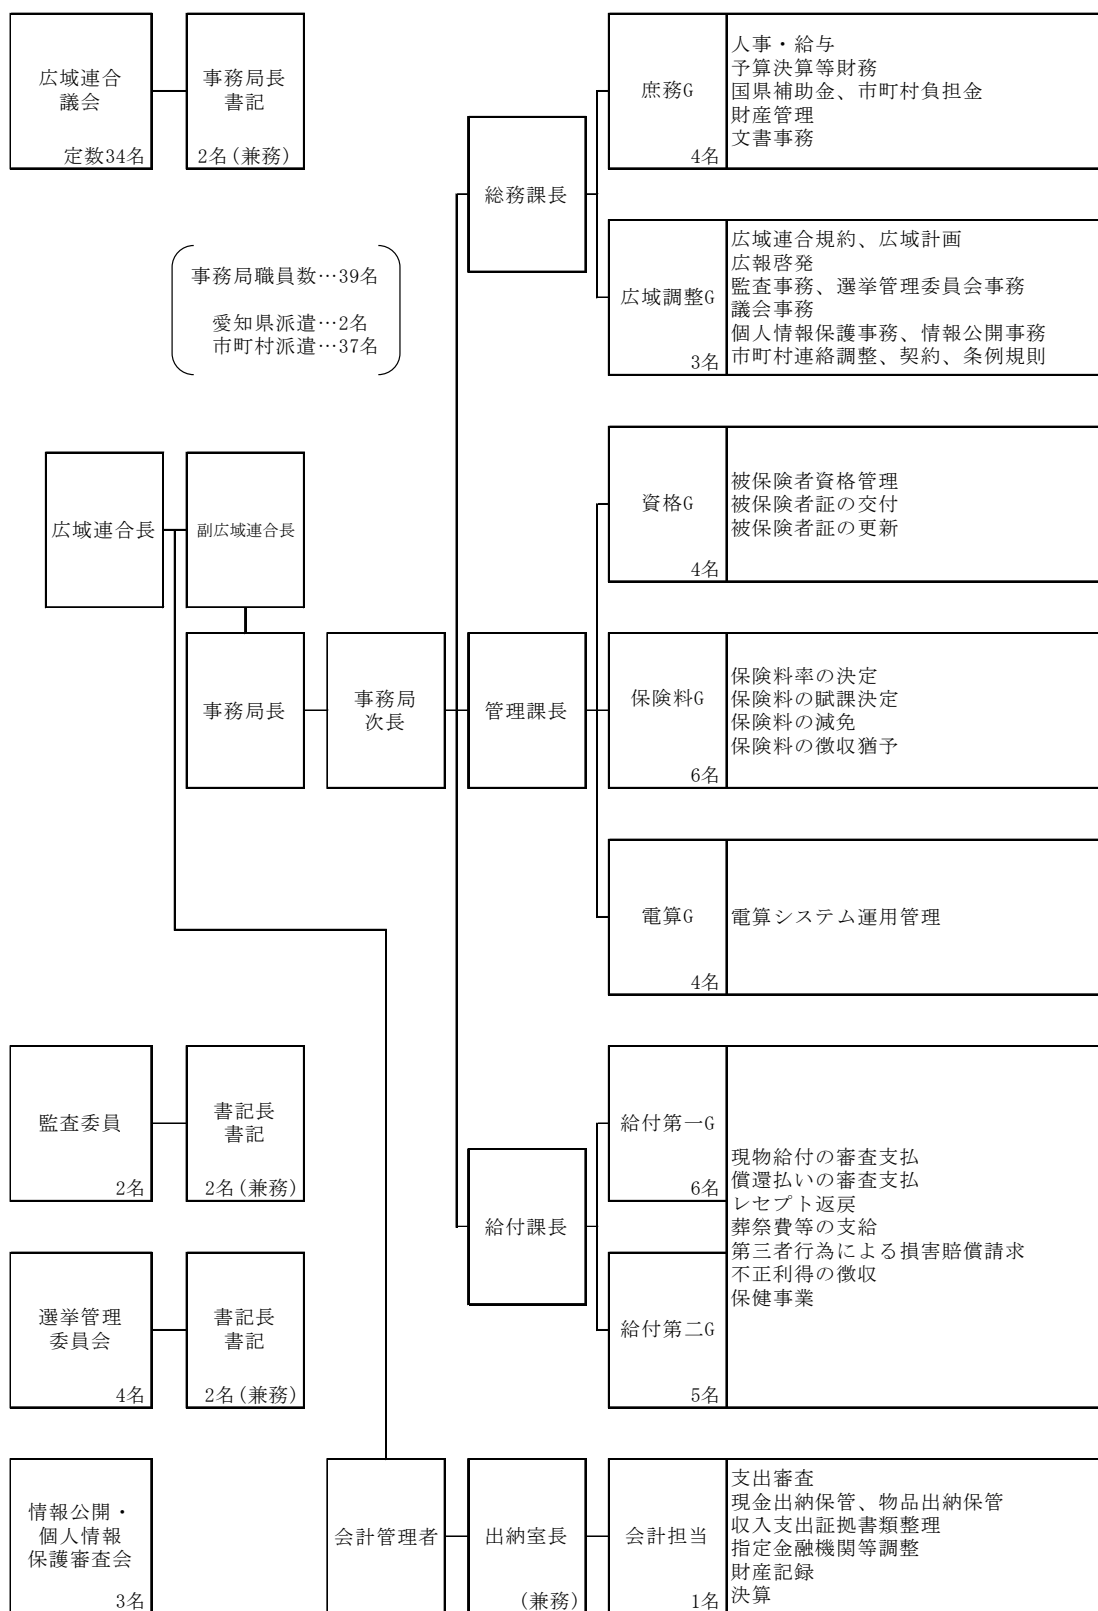 広域連合
議会
定数34名
事務局長
書記
2名(兼務)
事務局職員数…39名
愛知県派遣…2名
市町村派遣…37名
広域連合長
副広域連合長
事務局長
事務局
次長
総務課長
庶務G
4名
人事・給与
予算決算等財務
国県補助金、市町村負担金
財産管理
文書事務
広域調整G
3名
広域連合規約、広域計画
広報啓発
監査事務、選挙管理委員会事務
議会事務
個人情報保護事務、情報公開事務
市町村連絡調整、契約、条例規則
管理課長
資格G
4名
被保険者資格管理
被保険者証の交付
被保険者証の更新
保険料G
6名
保険料率の決定
保険料の賦課決定
保険料の減免
保険料の徴収猶予
電算G
4名
電算システム運用管理
給付課長
給付第一G
6名
給付第二G
5名
現物給付の審査支払
償還払いの審査支払
レセプト返戻
葬祭費等の支給
第三者行為による損害賠償請求
不正利得の徴収
保健事業
監査委員
2名
書記長
書記
2名(兼務)
選挙管理
委員会
4名
書記長
書記
2名(兼務)
情報公開・
個人情報
保護審査会
3名
会計管理者
出納室長
(兼務)
会計担当
1名
支出審査
現金出納保管、物品出納保管
収入支出証拠書類整理
指定金融機関等調整
財産記録
決算